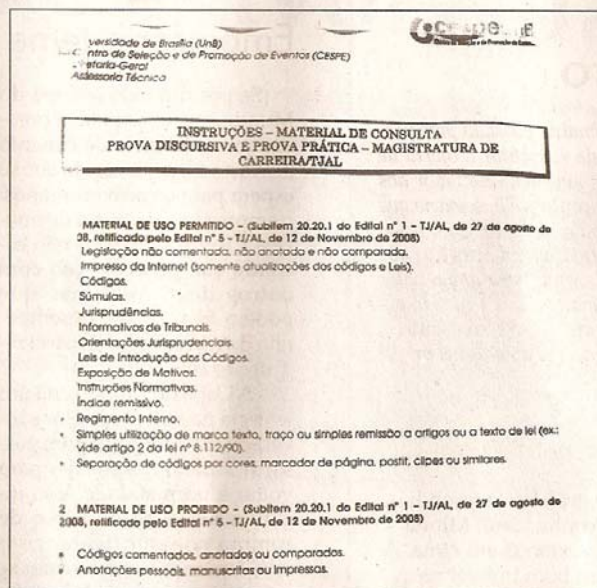 versidade de Brasília (UnB)
ntro de Seleção e de Promoção de Eventos (CESPE)
etaria-Geral
Assessoria Técnica
CESPE
INSTRUÇÕES – MATERIAL DE CONSULTA
PROVA DISCURSIVA E PROVA PRÁTICA – MAGISTRATURA DE
CARREIRA/TJAL
MATERIAL DE USO PERMITIDO – (Subitem 20.20.1 do Edital nº 1 – TJ/AL, de 27 de agosto de
08, retificado pelo Edital nº 5 – TJ/AL, de 12 de Novembro de 2008)
Legislação não comentada, não anotada e não comparada.
Impresso da Internet (somente atualizações dos códigos e Leis).
Códigos.
Súmulas.
Jurisprudências.
Informativos de Tribunais.
Orientações Jurisprudenciais.
Leis de Introdução dos Códigos.
Exposição de Motivos.
Instruções Normativas.
Índice remissivo.
• Regimento Interno.
• Simples utilização de marca texto, traço ou simples remissão a artigos ou a texto de lei (ex.:
vide artigo 2 da lei nº 8.112/90).
• Separação de códigos por cores, marcador de página, postit, clipes ou similares.
2 MATERIAL DE USO PROIBIDO – (Subitem 20.20.1 do Edital nº 1 – TJ/AL, de 27 de agosto de
2008, retificado pelo Edital nº 5 – TJ/AL, de 12 de Novembro de 2008)
• Códigos comentados, anotados ou comparados.
• Anotações pessoais, manuscritas ou impressas.